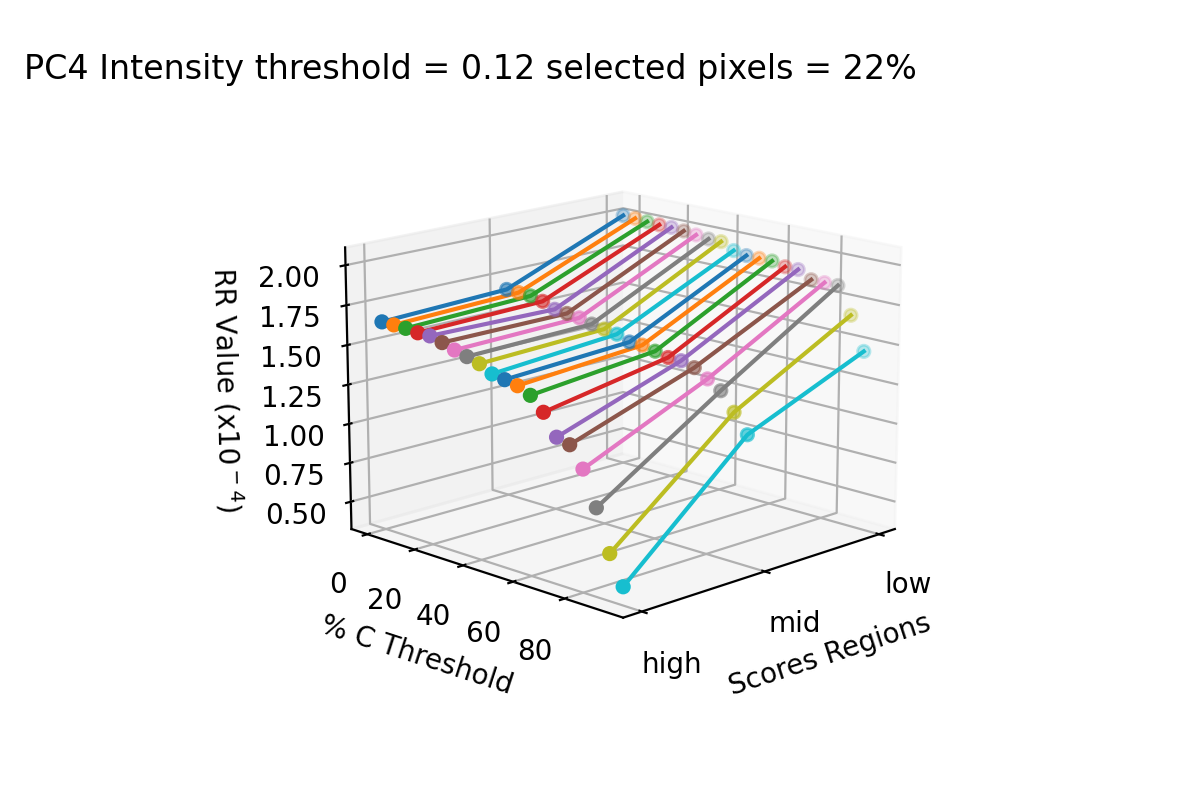 PC4 Intensity threshold = 0.12 selected pixels = 22%
RR Value (x10⁻⁴)
2.00
1.75
1.50
1.25
1.00
0.75
0.50
0
20
40
60
80
% C Threshold
high
mid
low
Scores Regions